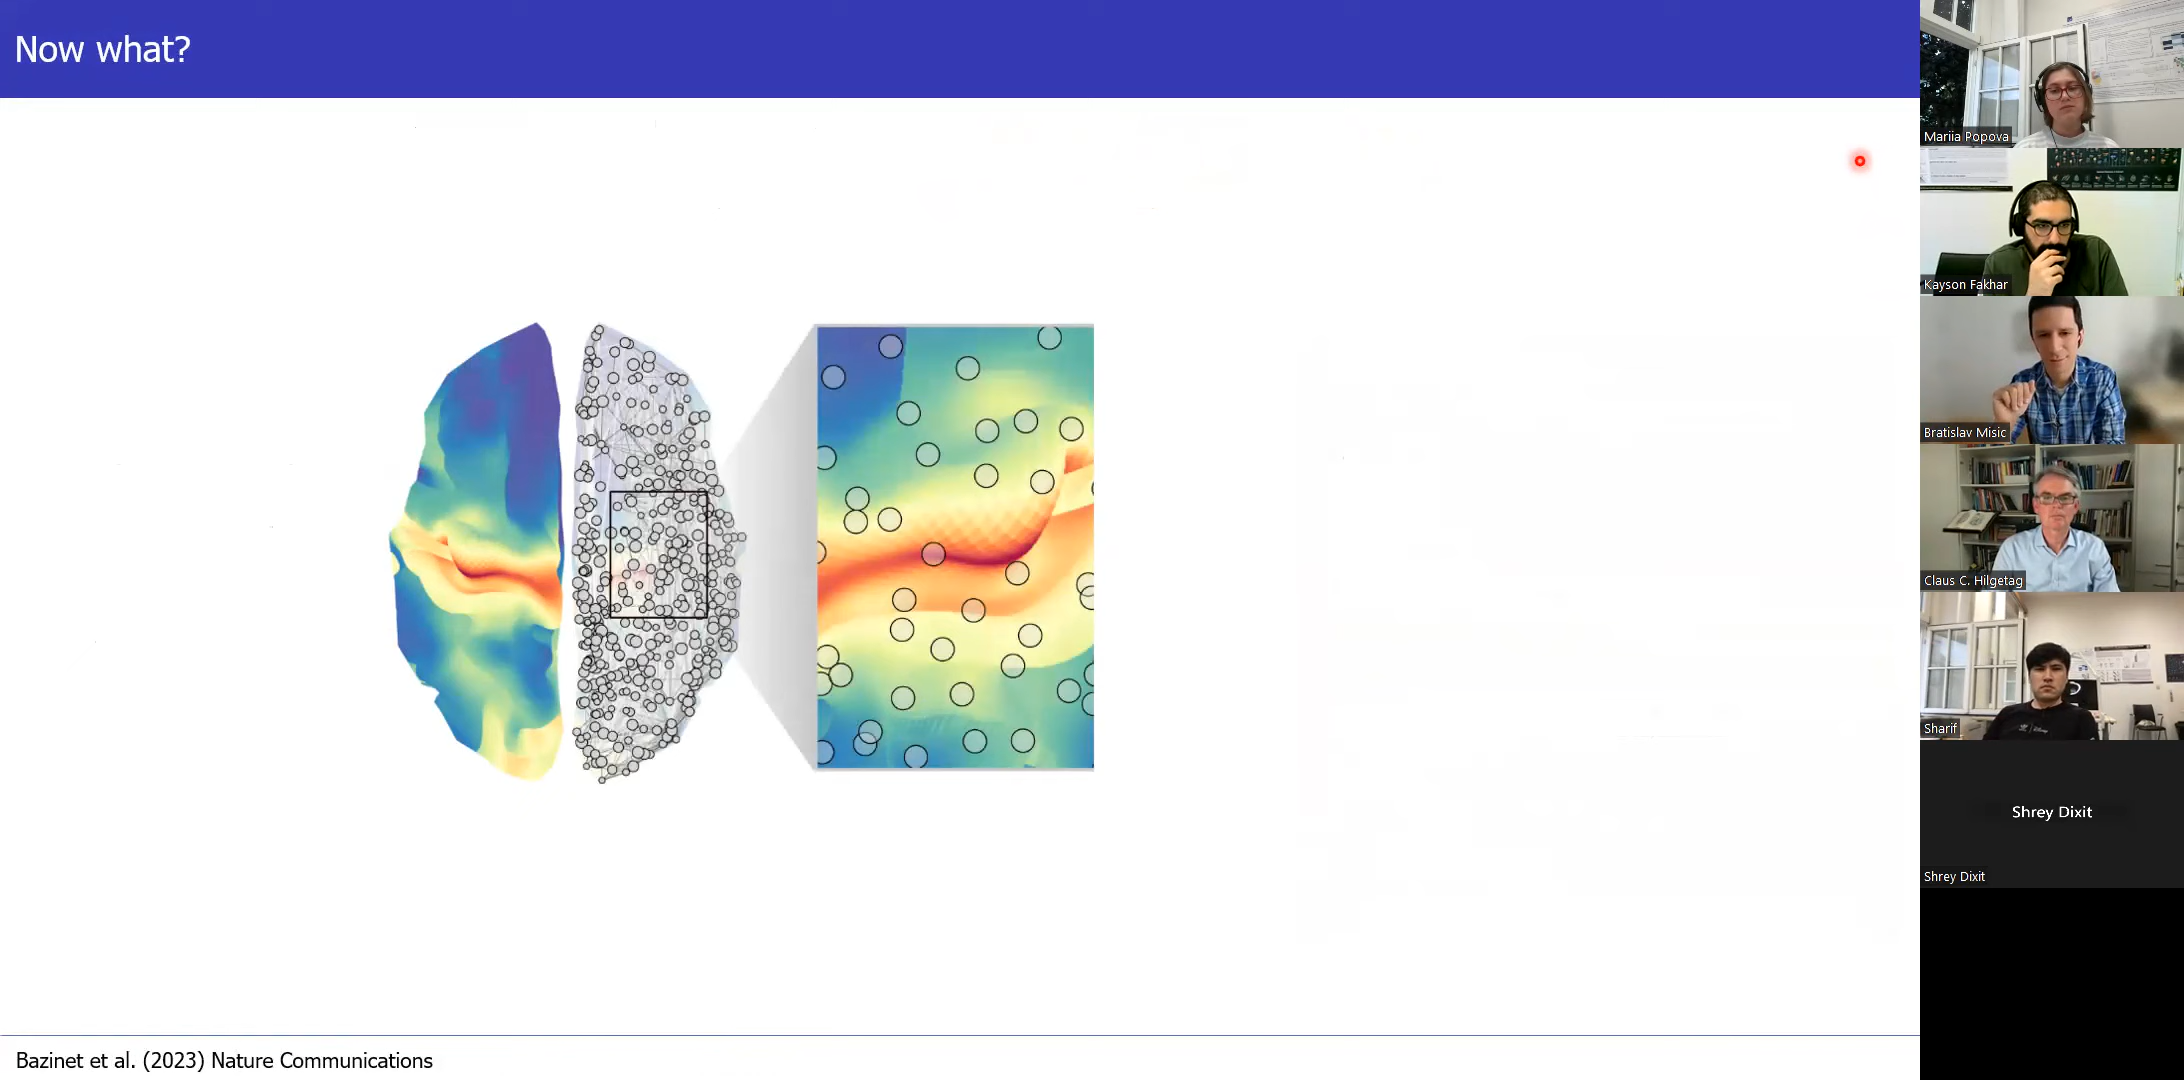 Now what?
Bazinet et al. (2023) Nature Communications
Mariia Popova
Kayson Fakhar
Bratislav Misic
Claus C. Hilgetag
Sharif
Shrey Dixit
Shrey Dixit